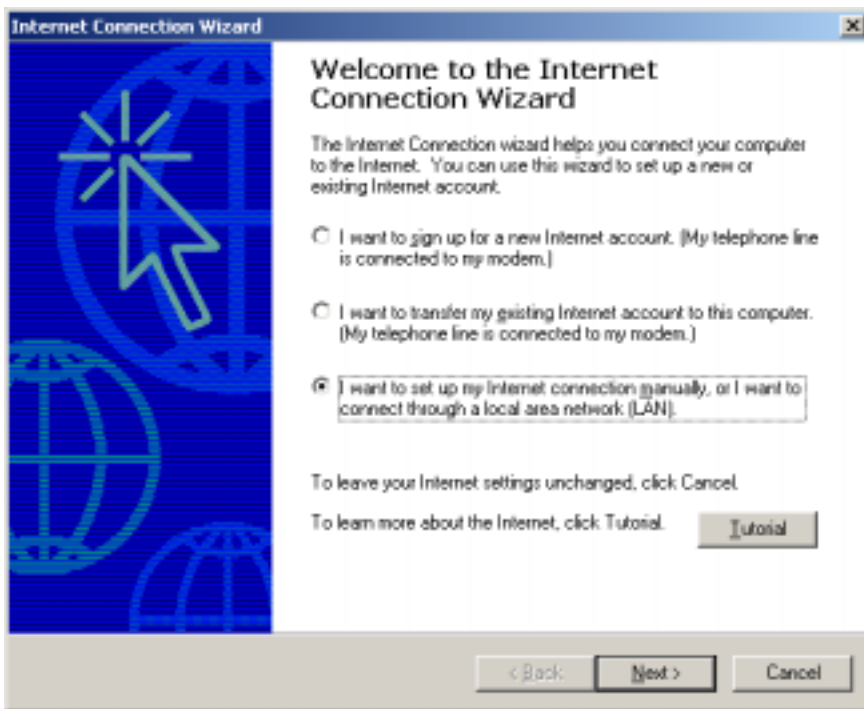 Internet Connection Wizard
Welcome to the Internet
Connection Wizard
The Internet Connection wizard helps you connect your computer
to the Internet. You can use this wizard to set up a new or
existing Internet account.
I want to sign up for a new Internet account. (My telephone line
is connected to my modem.)
I want to transfer my existing Internet account to this computer.
(My telephone line is connected to my modem.)
I want to set up my Internet connection manually, or I want to
connect through a local area network (LAN).
To leave your Internet settings unchanged, click Cancel.
To learn more about the Internet, click Tutorial.
Tutorial
< Back
Next >
Cancel